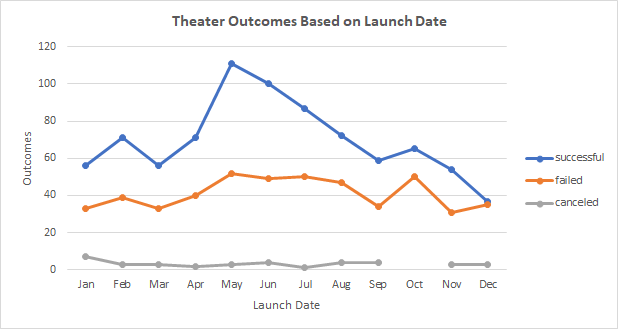 Theater Outcomes Based on Launch Date
120
100
80
60
40
20
0
Outcomes
Jan Feb Mar Apr May Jun Jul Aug Sep Oct Nov Dec
Launch Date
successful
failed
canceled